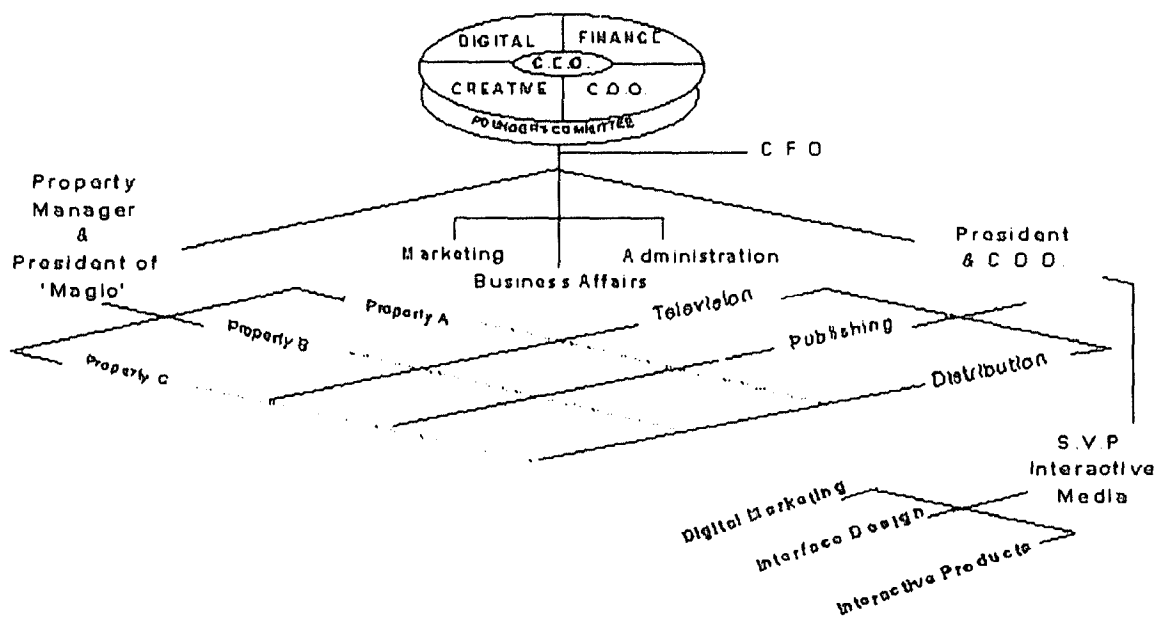 DIGITAL
FINANCE
C.E.O.
CREATIVE
C.O.O.
FOUNDERS COMMITTEE
C F O
Property
Manager
&
President of
'Magio'
Marketing
Administration
Business Affairs
President
& C O O.
Property A
Television
Property B
Publishing
Property C
Distribution
S.V.P
Interactive
Media
Digital Marketing
Interface Design
Interactive Products